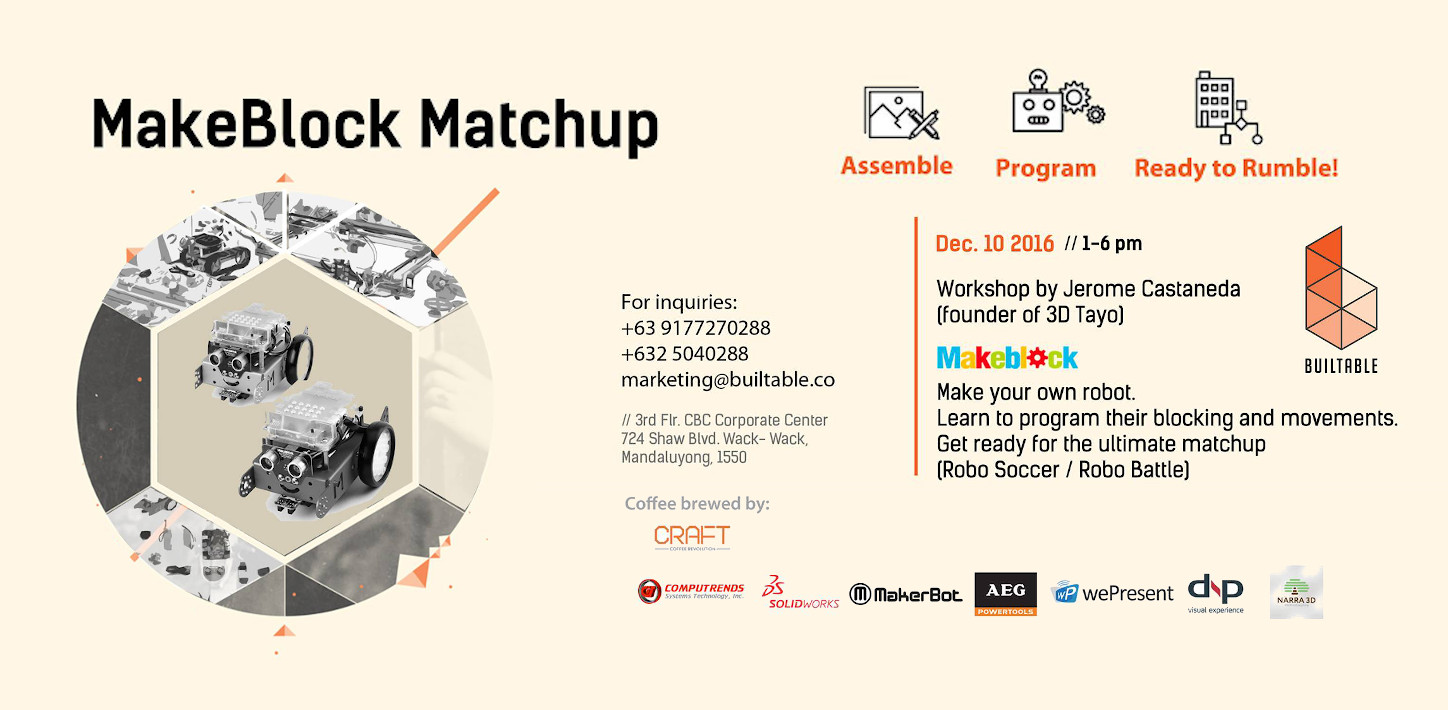 MakeBlock Matchup
Assemble
Program
Ready to Rumble!
Dec. 10 2016 // 1-6 pm
Workshop by Jerome Castaneda
(founder of 3D Tayo)
Makeblock
Make your own robot.
Learn to program their blocking and movements.
Get ready for the ultimate matchup
(Robo Soccer / Robo Battle)
BUILTABLE
For inquiries:
+63 9177270288
+632 5040288
marketing@builtable.co
// 3rd Flr. CBC Corporate Center
724 Shaw Blvd. Wack- Wack,
Mandaluyong, 1550
Coffee brewed by:
CRAFT
COFFEE REVOLUTION
COMPUTRENDS
Systems Technology, Inc.
SOLIDWORKS
MakerBot
AEG
POWERTOOLS
wP wePresent
dnp
visual experience
NARRA 3D